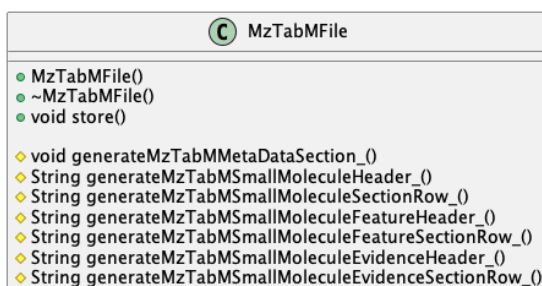 C MzTabMFile
MzTabMFile()
~MzTabMFile()
void store()
void generateMzTabMMetaDataSection_()
String generateMzTabMSmallMoleculeHeader_()
String generateMzTabMSmallMoleculeSectionRow_()
String generateMzTabMSmallMoleculeFeatureHeader_()
String generateMzTabMSmallMoleculeFeatureSectionRow_()
String generateMzTabMSmallMoleculeEvidenceHeader_()
String generateMzTabMSmallMoleculeEvidenceSectionRow_()